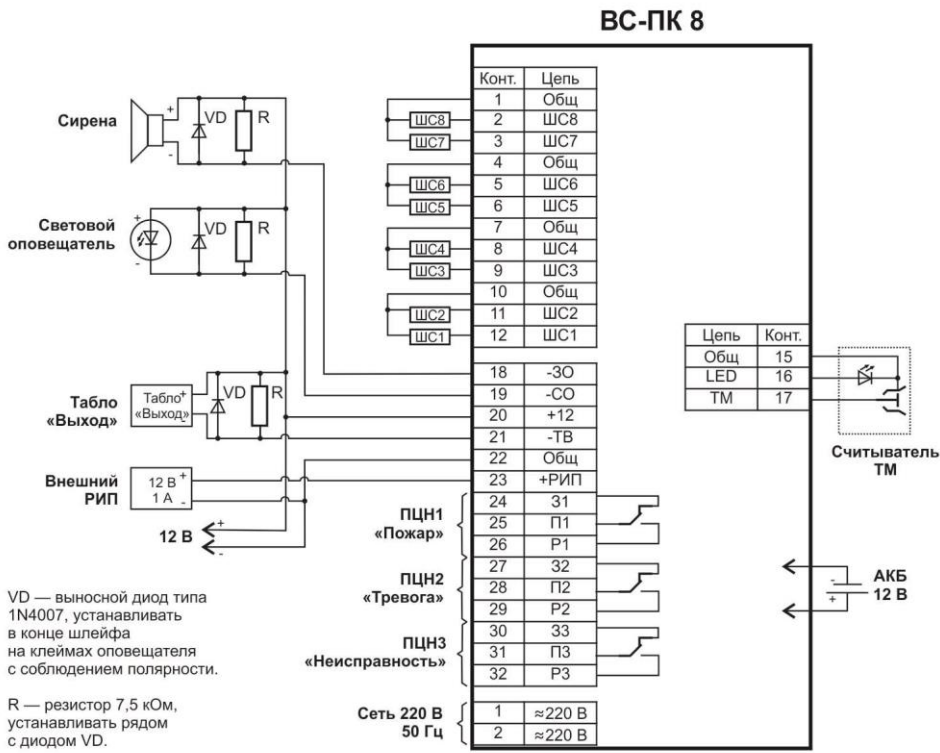 ВС-ПК 8
Конт. Цепь
1 Общ
2 ШС8
3 ШС7
4 Общ
5 ШС6
6 ШС5
7 Общ
8 ШС4
9 ШС3
10 Общ
11 ШС2
12 ШС1
ШС8
ШС7
ШС6
ШС5
ШС4
ШС3
ШС2
ШС1
18 -ЗО
19 -СО
20 +12
21 -ТВ
22 Общ
23 +РИП
24 З1
25 П1
26 Р1
27 З2
28 П2
29 Р2
30 З3
31 П3
32 Р3
1 ≈220 В
2 ≈220 В
Сирена
+
-
VD
R
Световой
оповещатель
+
-
VD
R
Табло
«Выход»
Табло+
«Выход»-
VD
R
Внешний
РИП
12 В +
1 А -
12 В
+
-
ПЦН1
«Пожар»
ПЦН2
«Тревога»
ПЦН3
«Неисправность»
Сеть 220 В
50 Гц
Цепь Конт.
Общ 15
LED 16
ТМ 17
Считыватель
ТМ
-
+
АКБ
12 В
VD — выносной диод типа
1N4007, устанавливать
в конце шлейфа
на клеймах оповещателя
с соблюдением полярности.
R — резистор 7,5 кОм,
устанавливать рядом
с диодом VD.